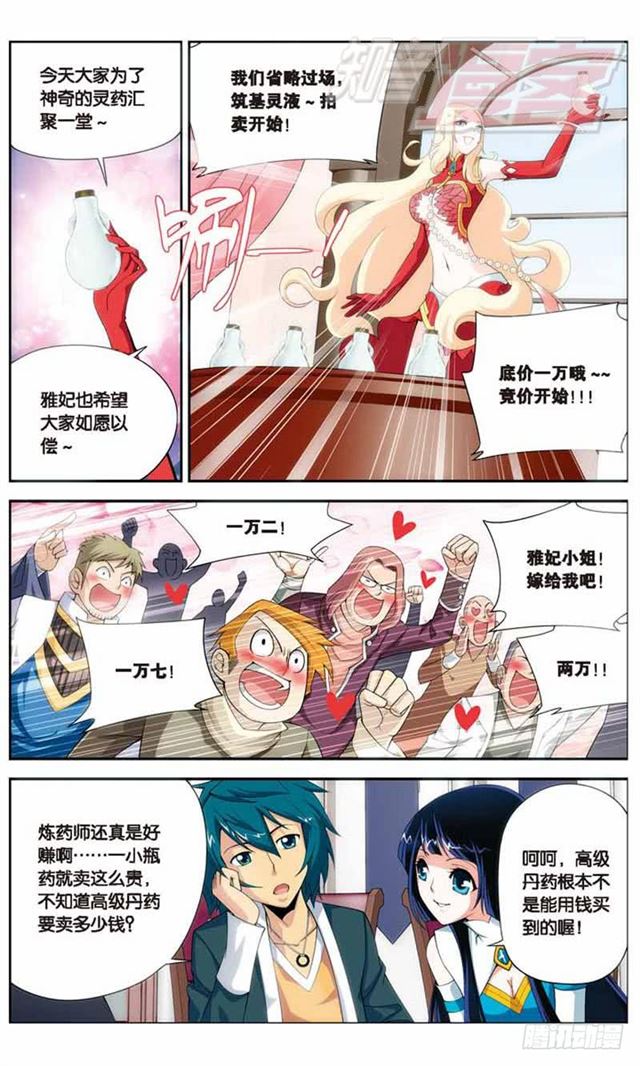 今天大家为了
神奇的灵药汇
聚一堂～
雅妃也希望
大家如愿以
偿～
我们省略过场，
筑基灵液～拍
卖开始！
唰—！
底价一万哦～～
竞价开始！！！
一万二！
雅妃小姐！
嫁给我吧！
一万七！
两万！！
炼药师还真是好
赚啊……一小瓶
药就卖这么贵，
不知道高级丹药
要卖多少钱？
呵呵，高级
丹药根本不
是能用钱买
到的喔！
知音漫客
腾讯动漫